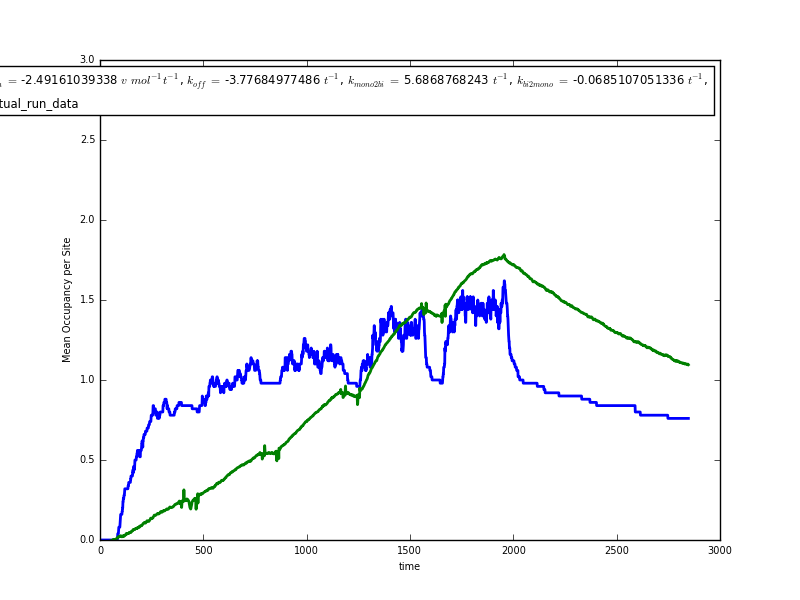 3.0
= -2.49161039338 v mol⁻¹t⁻¹, k_off = -3.77684977486 t⁻¹, k_mono2bi = 5.6868768243 t⁻¹, k_bi2mono = -0.0685107051336 t⁻¹,
tual_run_data
2.5
2.0
1.5
1.0
0.5
0.0
Mean Occupancy per Site
0 500 1000 1500 2000 2500 3000
time